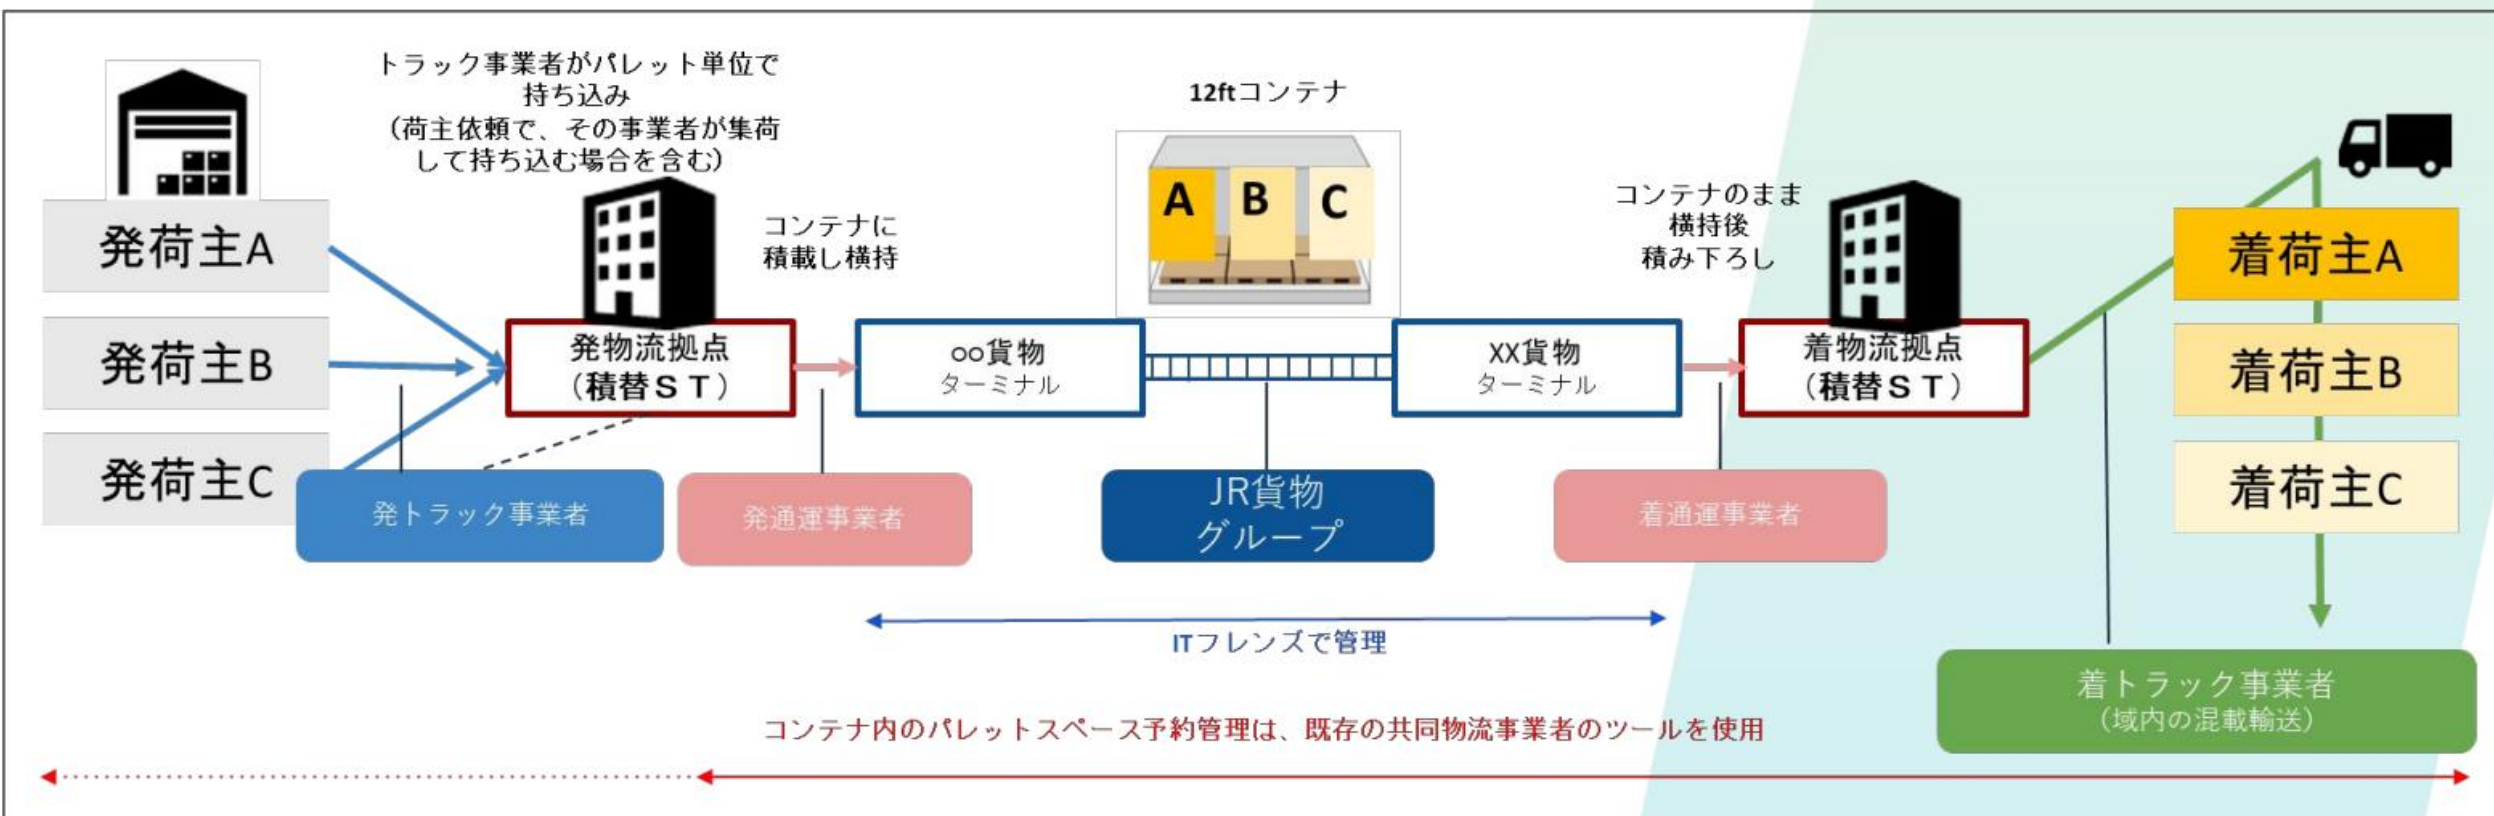 トラック事業者がパレット単位で
持ち込み
（荷主依頼で、その事業者が集荷
して持ち込む場合を含む）
12ftコンテナ
A
B
C
コンテナに
積載し横持
コンテナのまま
横持後
積み下ろし
発荷主A
発荷主B
発荷主C
発物流拠点
（積替ＳＴ）
oo貨物
ターミナル
XX貨物
ターミナル
着物流拠点
（積替ＳＴ）
着荷主A
着荷主B
着荷主C
発トラック事業者
発通運事業者
JR貨物
グループ
着通運事業者
ITフレンズで管理
着トラック事業者
（域内の混載輸送）
コンテナ内のパレットスペース予約管理は、既存の共同物流事業者のツールを使用